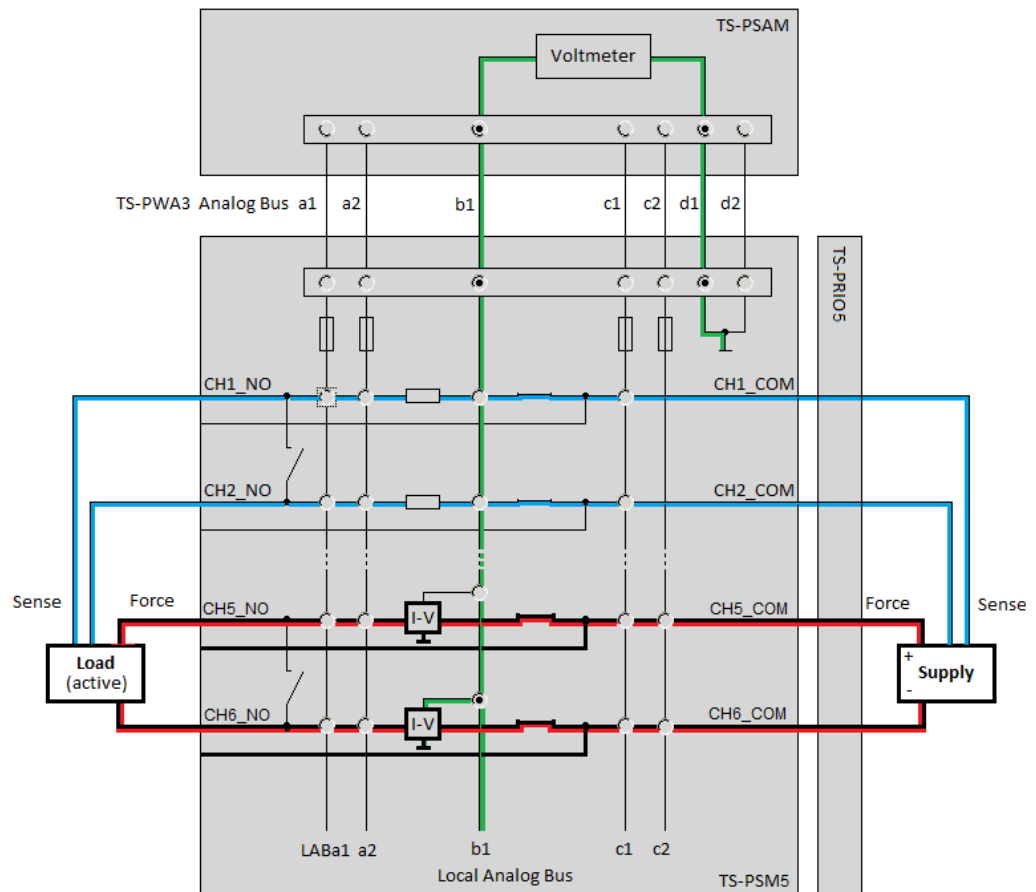 TS-PSAM
Voltmeter
TS-PWA3 Analog Bus a1 a2 b1 c1 c2 d1 d2
TS-PRIO5
CH1_NO CH1_COM
CH2_NO CH2_COM
Sense Force CH5_NO I-V CH5_COM Force Sense
Load
(active)
+
Supply
-
CH6_NO I-V CH6_COM
LABa1 a2 b1 c1 c2
Local Analog Bus
TS-PSM5